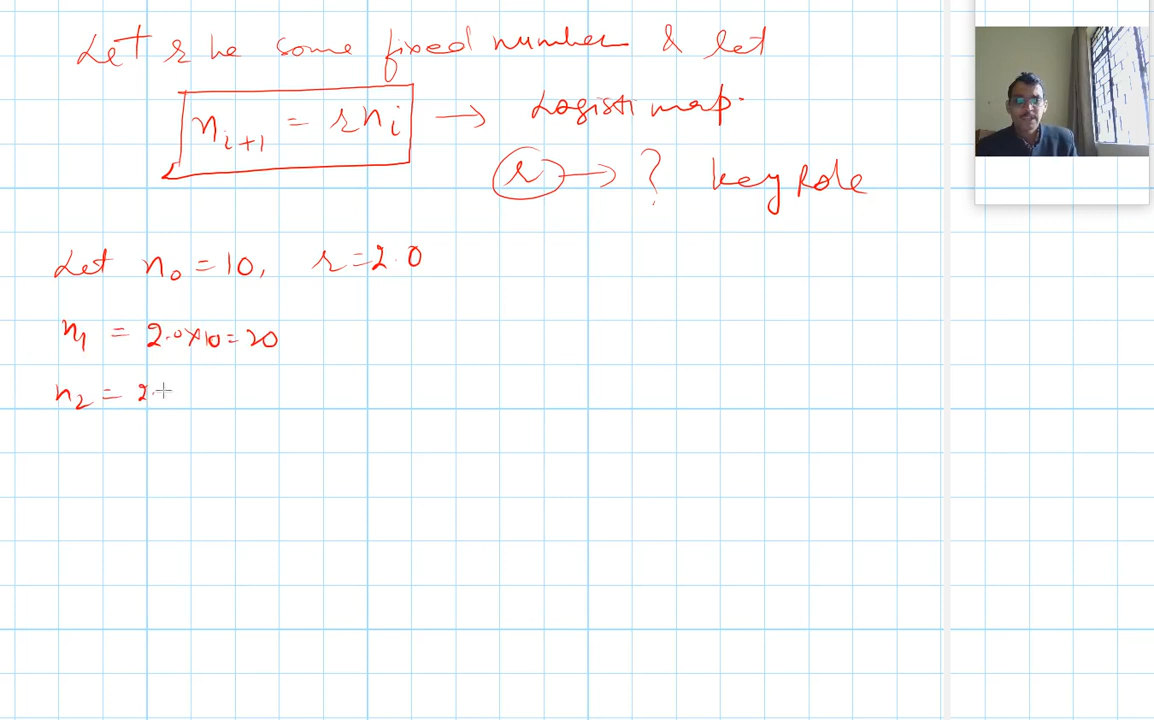 Let r be some fixed number & let
n_{i+1} = r n_i → Logisti map.
r → ? key Role
Let n_0 = 10, r = 2.0
n_1 = 2.0 × 10 = 20
n_2 = 2.